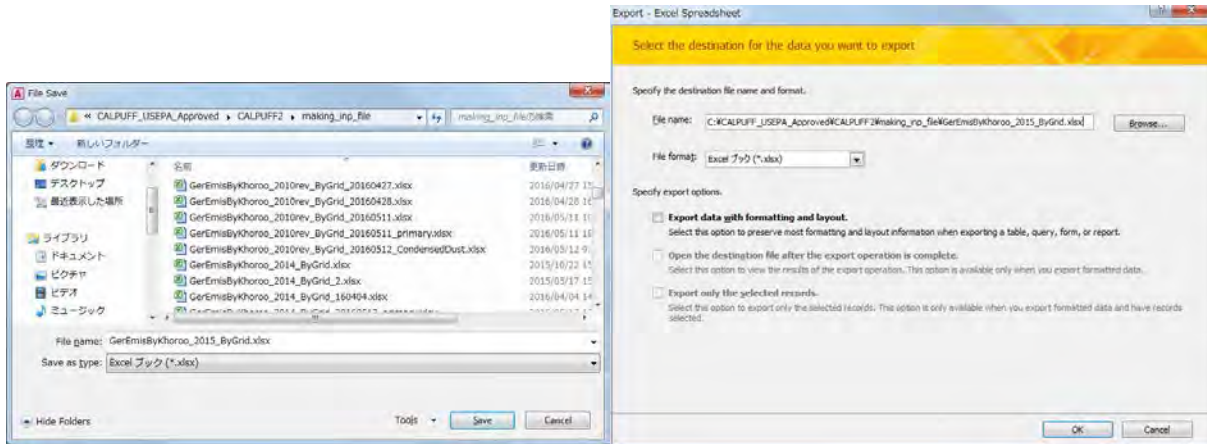 File Save
« CALPUFF_USEPA_Approved ▸ CALPUFF2 ▸ making_inp_file
making_inp_fileの検索
整理 ▾ 新しいフォルダー
ダウンロード
デスクトップ
最近表示した場所
ライブラリ
ドキュメント
ピクチャ
ビデオ
ミュージック
名前 更新日時
GerEmisByKhoroo_2010rev_ByGrid_20160427.xlsx 2016/04/27
GerEmisByKhoroo_2010rev_ByGrid_20160428.xlsx 2016/04/28
GerEmisByKhoroo_2010rev_ByGrid_20160511.xlsx 2016/05/11
GerEmisByKhoroo_2010rev_ByGrid_20160511_primary.xlsx 2016/05/11
GerEmisByKhoroo_2010rev_ByGrid_20160512_CondensedDust.xlsx 2016/05/12
GerEmisByKhoroo_2014_ByGrid.xlsx 2015/10/22
GerEmisByKhoroo_2014_ByGrid_2.xlsx 2015/05/17
GerEmisByKhoroo_2014_ByGrid_160404.xlsx 2016/04/04
File name: GerEmisByKhoroo_2015_ByGrid.xlsx
Save as type: Excel ブック (*.xlsx)
Hide Folders
Tools
Save
Cancel
Export - Excel Spreadsheet
Select the destination for the data you want to export
Specify the destination file name and format.
File name: C:¥CALPUFF_USEPA_Approved¥CALPUFF2¥making_inp_file¥GerEmisByKhoroo_2015_ByGrid.xlsx
Browse...
File format: Excel ブック (*.xlsx)
Specify export options.
Export data with formatting and layout.
Select this option to preserve most formatting and layout information when exporting a table, query, form, or report.
Open the destination file after the export operation is complete.
Select this option to view the results of the export operation. This option is available only when you export formatted data.
Export only the selected records.
Select this option to export only the selected records. This option is only available when you export formatted data and have records
selected.
OK
Cancel